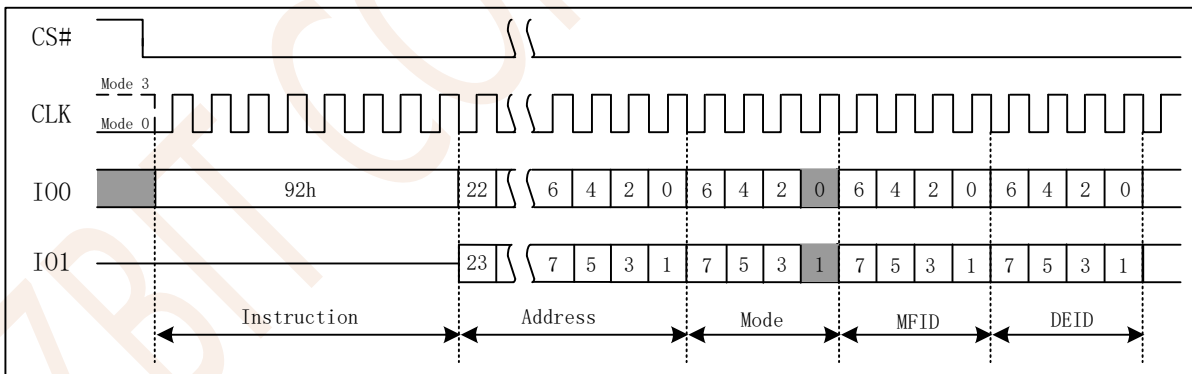 CS#
Mode 3
CLK
Mode 0
IO0 92h 22 6 4 2 0 6 4 2 0 6 4 2 0 6 4 2 0
IO1 23 7 5 3 1 7 5 3 1 7 5 3 1 7 5 3 1
Instruction Address Mode MFID DEID
ZBIT CO